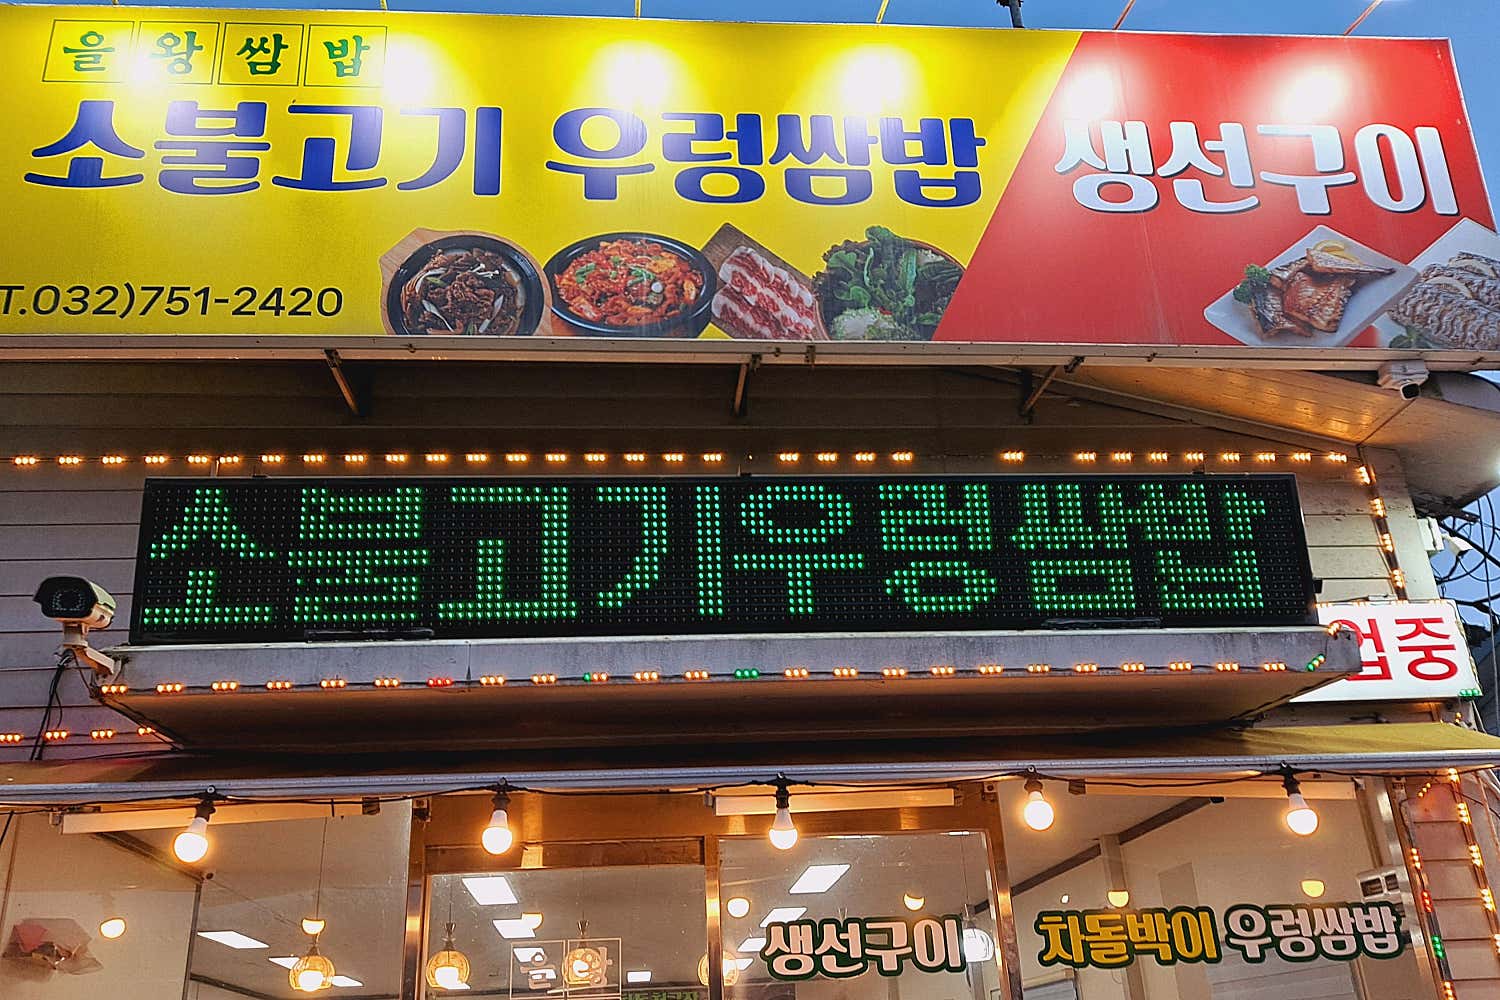 을왕쌈밥
소불고기 우렁쌈밥
생선구이
T.032)751-2420
소불고기우렁쌈밥
업중
생선구이
차돌박이 우렁쌈밥
을왕